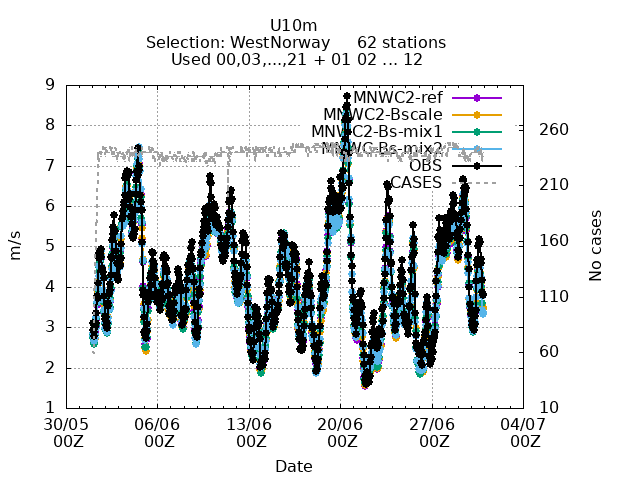 U10m
Selection: WestNorway 62 stations
Used 00,03,...,21 + 01 02 ... 12
MNWC2-ref
MNWC2-Bscale
MNWC2-Bs-mix1
MNWC-Bs-mix2
OBS
CASES
9
8
7
6
5
4
3
2
1
m/s
260
210
160
110
60
10
No cases
30/05 06/06 13/06 20/06 27/06 04/07
00Z 00Z 00Z 00Z 00Z 00Z
Date